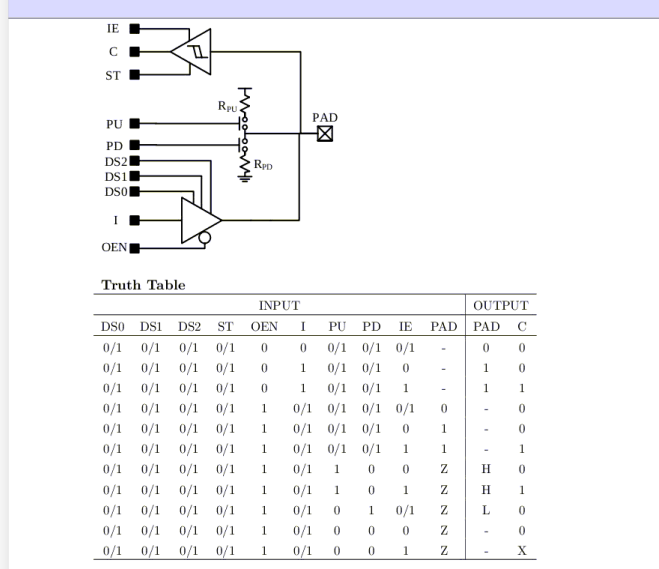 IE
C
ST
R_PU
PAD
PU
PD
DS2
R_PD
DS1
DS0
I
OEN
Truth Table
INPUT OUTPUT
DS0 DS1 DS2 ST OEN I PU PD IE PAD PAD C
0/1 0/1 0/1 0/1 0 0 0/1 0/1 0/1 - 0 0
0/1 0/1 0/1 0/1 0 1 0/1 0/1 0 - 1 0
0/1 0/1 0/1 0/1 0 1 0/1 0/1 1 - 1 1
0/1 0/1 0/1 0/1 1 0/1 0/1 0/1 0/1 0 - 0
0/1 0/1 0/1 0/1 1 0/1 0/1 0/1 0 1 - 0
0/1 0/1 0/1 0/1 1 0/1 0/1 0/1 1 1 - 1
0/1 0/1 0/1 0/1 1 0/1 1 0 0 Z H 0
0/1 0/1 0/1 0/1 1 0/1 1 0 1 Z H 1
0/1 0/1 0/1 0/1 1 0/1 0 1 0/1 Z L 0
0/1 0/1 0/1 0/1 1 0/1 0 0 0 Z - 0
0/1 0/1 0/1 0/1 1 0/1 0 0 1 Z - X